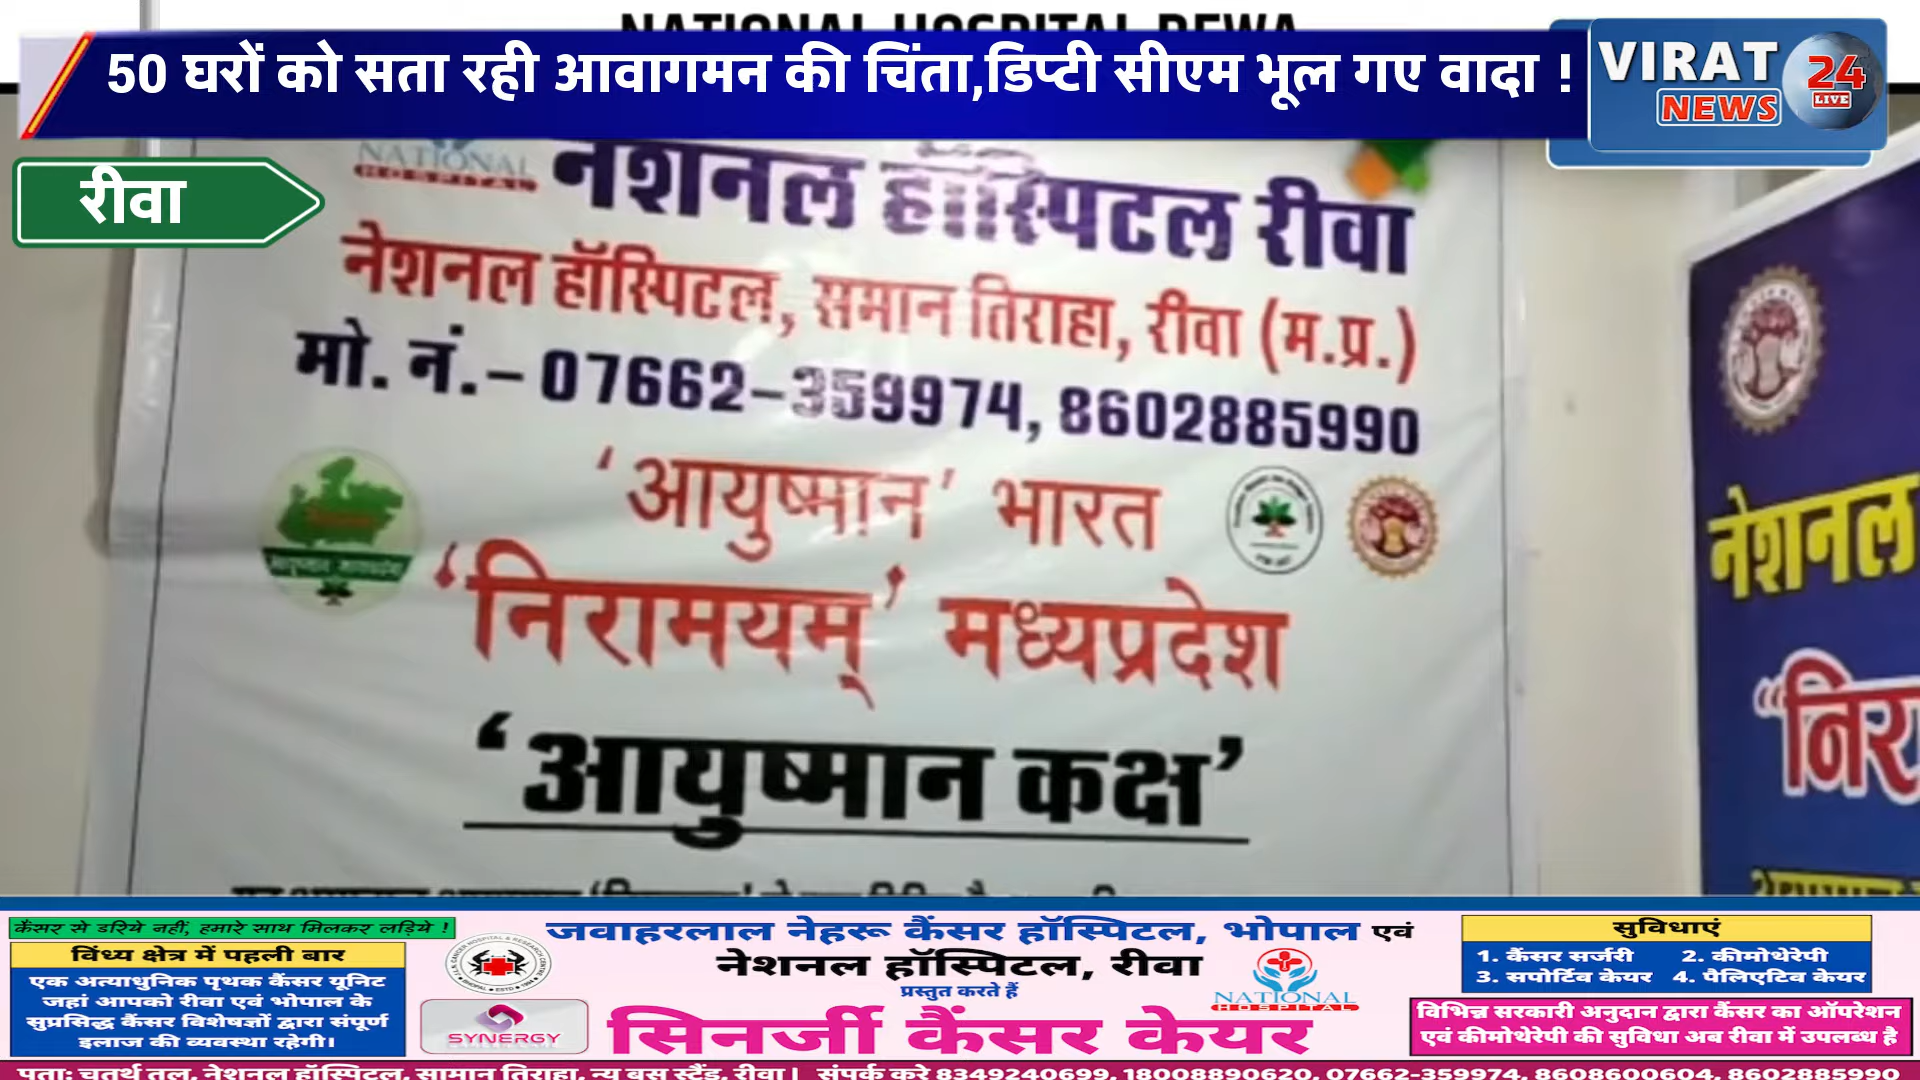 NATIONAL HOSPITAL REWA
50 घरों को सता रही आवागमन की चिंता,डिप्टी सीएम भूल गए वादा !
VIRAT
24
LIVE
NEWS
रीवा
NATIONAL
HOSPITAL
नेशनल हॉस्पिटल रीवा
नेशनल हॉस्पिटल, समान तिराहा, रीवा (म.प्र.)
मो. नं.– 07662–359974, 8602885990
‘आयुष्मान’ भारत
‘निरामयम्’ मध्यप्रदेश
‘आयुष्मान कक्ष’
नेशनल
“निरा
कैंसर से डरिये नहीं, हमारे साथ मिलकर लड़िये !
विंध्य क्षेत्र में पहली बार
एक अत्याधुनिक पृथक कैंसर यूनिट
जहां आपको रीवा एवं भोपाल के
सुप्रसिद्ध कैंसर विशेषज्ञों द्वारा संपूर्ण
इलाज की व्यवस्था रहेगी।
जवाहरलाल नेहरू कैंसर हॉस्पिटल, भोपाल एवं
नेशनल हॉस्पिटल, रीवा
प्रस्तुत करते हैं
SYNERGY
सिनर्जी कैंसर केयर
NATIONAL
HOSPITAL
सुविधाएं
1. कैंसर सर्जरी 2. कीमोथेरेपी
3. सपोर्टिव केयर 4. पैलिएटिव केयर
विभिन्न सरकारी अनुदान द्वारा कैंसर का ऑपरेशन
एवं कीमोथेरेपी की सुविधा अब रीवा में उपलब्ध है
पता: चतुर्थ तल, नेशनल हॉस्पिटल, सामान तिराहा, न्यू बस स्टैंड, रीवा। संपर्क करे 8349240699, 18008890620, 07662-359974, 8608600604, 8602885990